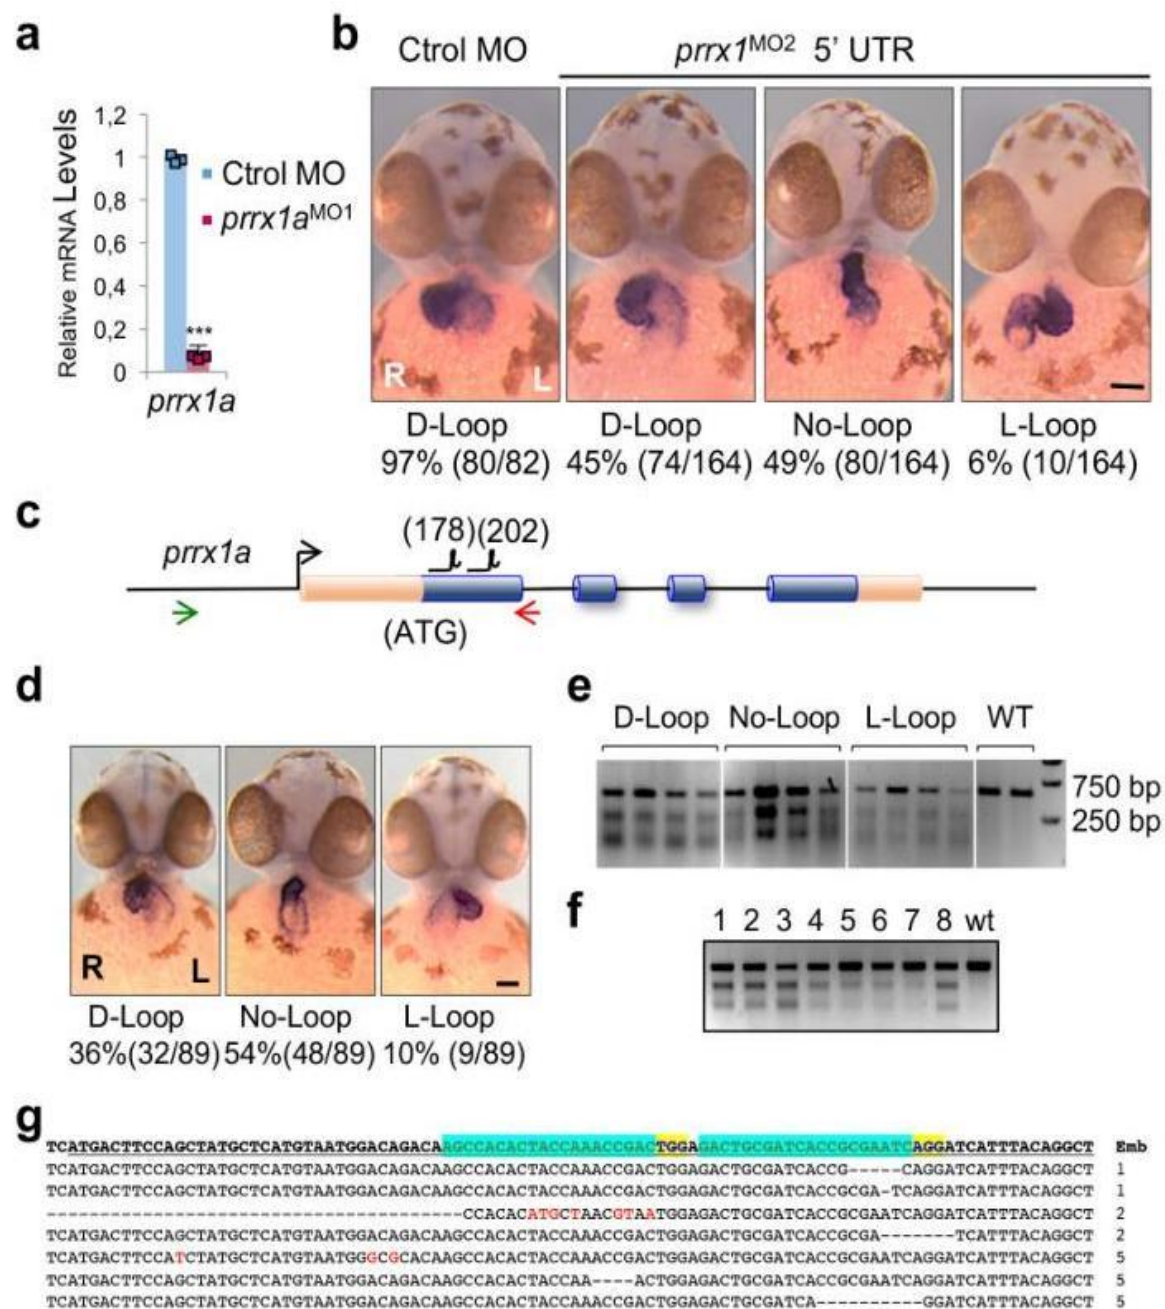 a
1,2
1
0,8
0,6
0,4
0,2
0
Relative mRNA Levels
Ctrol MO
prrx1a^MO1
***
prrx1a
b
Ctrol MO
prrx1^MO2 5' UTR
R L
D-Loop D-Loop No-Loop L-Loop
97% (80/82) 45% (74/164) 49% (80/164) 6% (10/164)
c
(178)(202)
prrx1a
(ATG)
d
R L
D-Loop No-Loop L-Loop
36%(32/89) 54%(48/89) 10% (9/89)
e
D-Loop No-Loop L-Loop WT
750 bp
250 bp
f
1 2 3 4 5 6 7 8 wt
g
TCATGACTTCCAGCTATGCTCATGTAATGGACAGACAAGCCACACTACCAAACCGACTGGAGACTGCGATCACCGCGAATCAGGATCATTTACAGGCT Emb
TCATGACTTCCAGCTATGCTCATGTAATGGACAGACAAGCCACACTACCAAACCGACTGGAGACTGCGATCACCG-----CAGGATCATTTACAGGCT 1
TCATGACTTCCAGCTATGCTCATGTAATGGACAGACAAGCCACACTACCAAACCGACTGGAGACTGCGATCACCGCGA-TCAGGATCATTTACAGGCT 1
---------------------------------------CCACACATGCTAACGTAATGGAGACTGCGATCACCGCGAATCAGGATCATTTACAGGCT 2
TCATGACTTCCAGCTATGCTCATGTAATGGACAGACAAGCCACACTACCAAACCGACTGGAGACTGCGATCACCGCGA-------TCATTTACAGGCT 2
TCATGACTTCCATCTATGCTCATGTAATGGGCGCACAAGCCACACTACCAAACCGACTGGAGACTGCGATCACCGCGAATCAGGATCATTTACAGGCT 5
TCATGACTTCCAGCTATGCTCATGTAATGGACAGACAAGCCACACTACCAA----ACTGGAGACTGCGATCACCGCGAATCAGGATCATTTACAGGCT 5
TCATGACTTCCAGCTATGCTCATGTAATGGACAGACAAGCCACACTACCAAACCGACTGGAGACTGCGATCA----------GGATCATTTACAGGCT 5